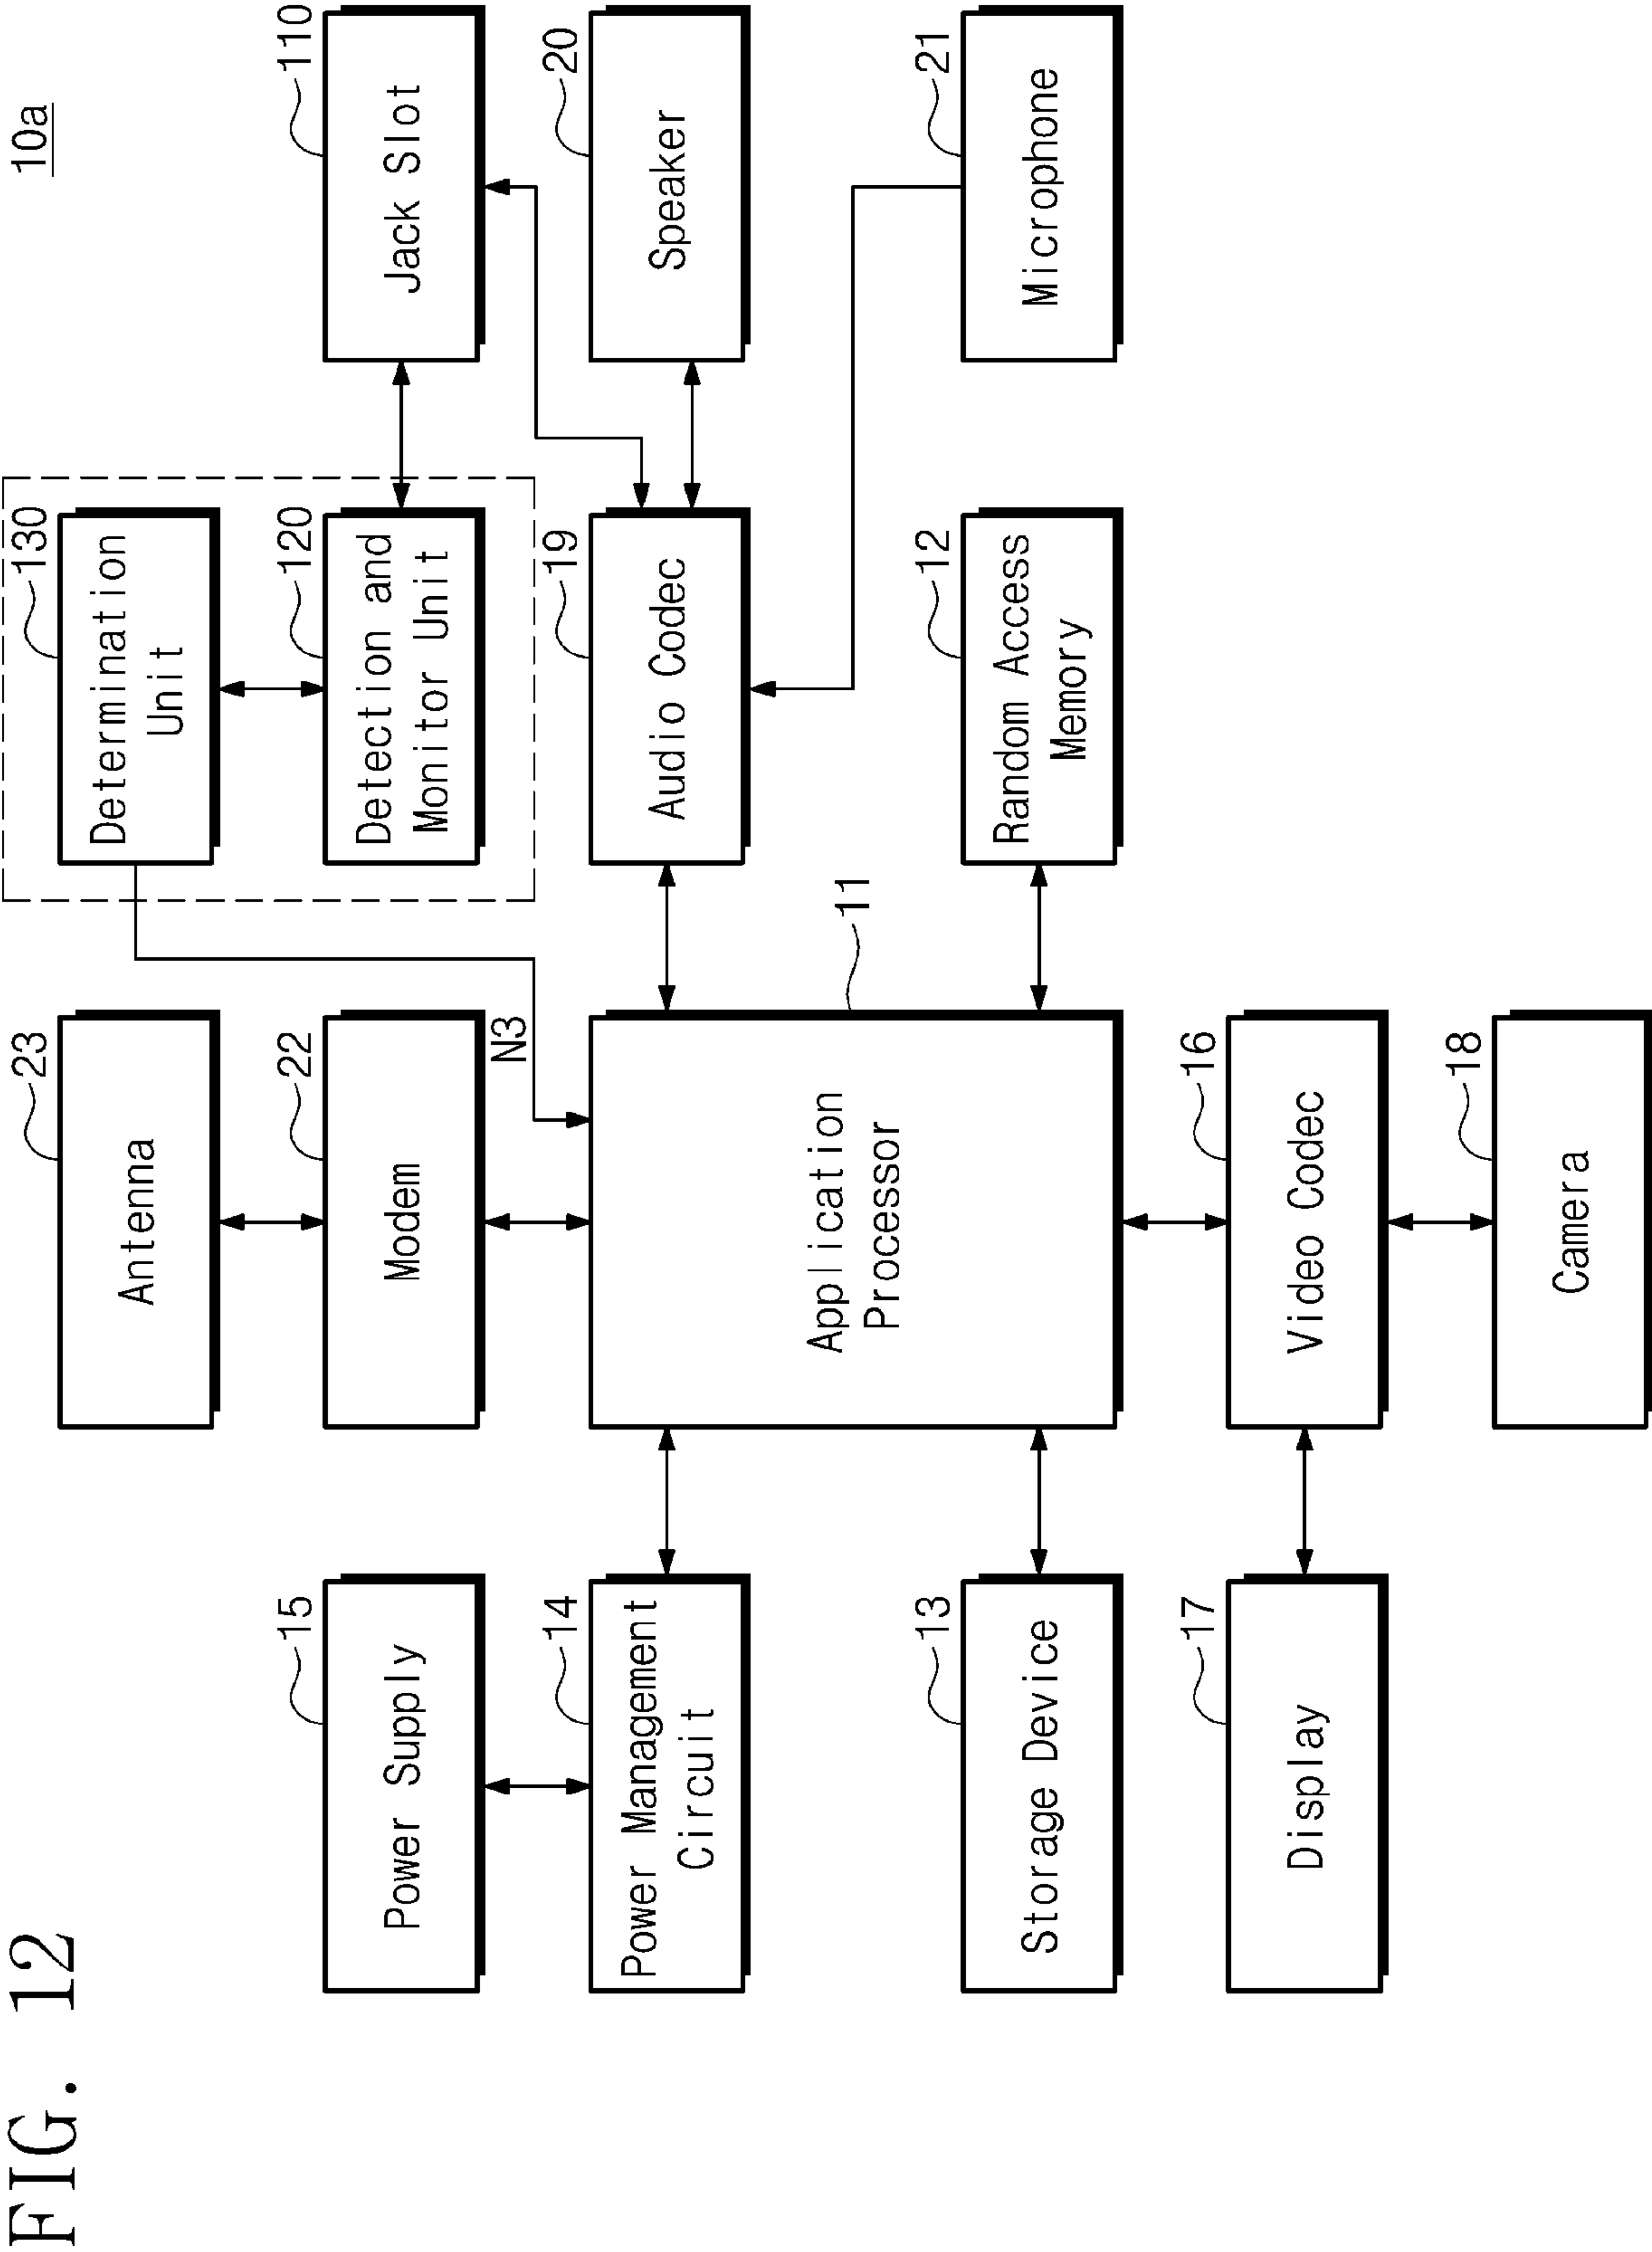 FIG. 12
10a
23
Antenna
130
Determination
Unit
15
Power Supply
22
Modem
120
Detection and
Monitor Unit
110
Jack Slot
N3
14
Power Management
Circuit
19
Audio Codec
20
Speaker
Application
Processor
11
13
Storage Device
12
Random Access
Memory
21
Microphone
17
Display
16
Video Codec
18
Camera